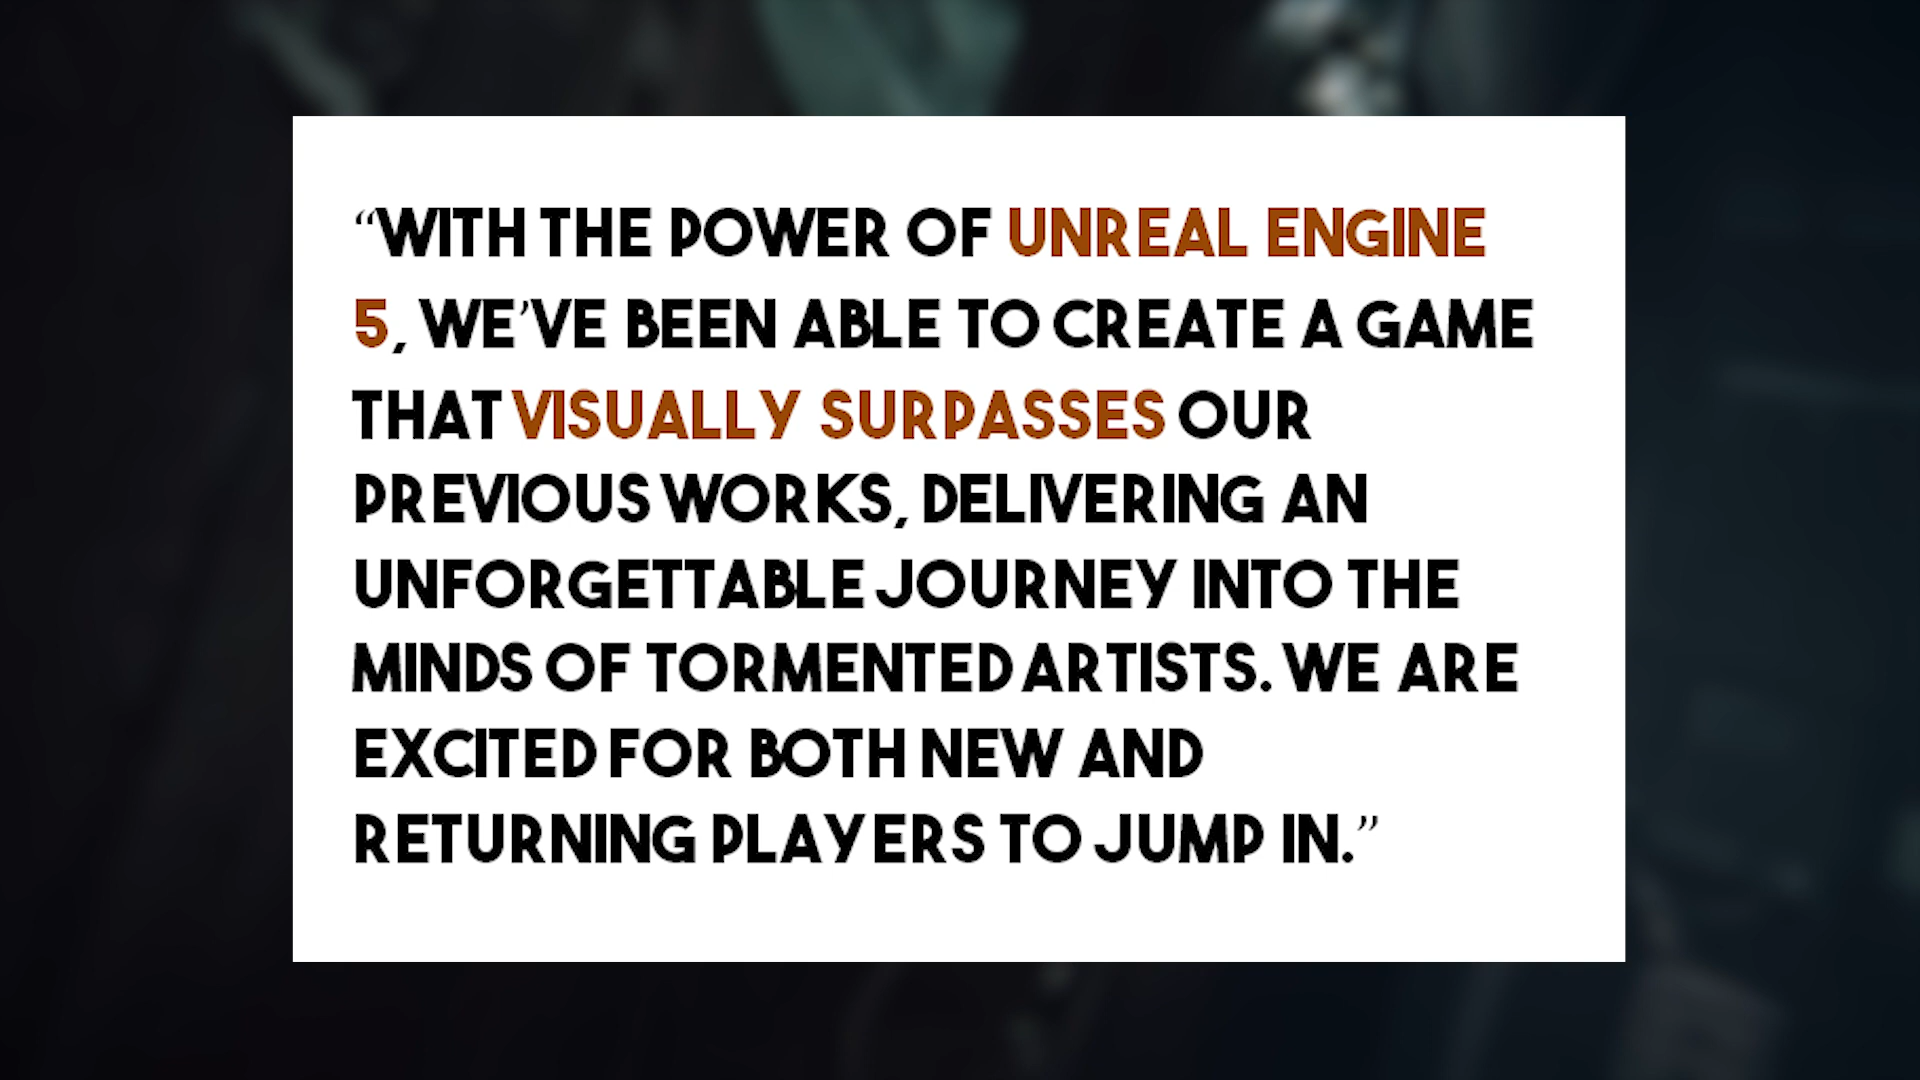 “WITH THE POWER OF UNREAL ENGINE
5, WE’VE BEEN ABLE TO CREATE A GAME
THAT VISUALLY SURPASSES OUR
PREVIOUS WORKS, DELIVERING AN
UNFORGETTABLE JOURNEY INTO THE
MINDS OF TORMENTED ARTISTS. WE ARE
EXCITED FOR BOTH NEW AND
RETURNING PLAYERS TO JUMP IN.”